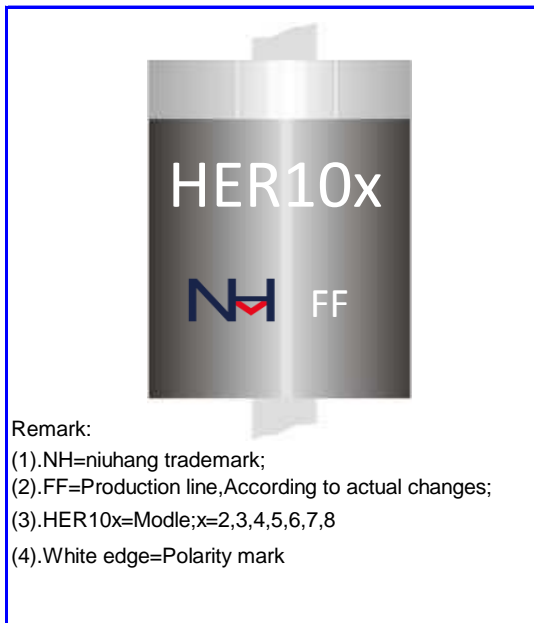 HER10x
NH FF
Remark:
(1).NH=niuhang trademark;
(2).FF=Production line,According to actual changes;
(3).HER10x=Modle;x=2,3,4,5,6,7,8
(4).White edge=Polarity mark